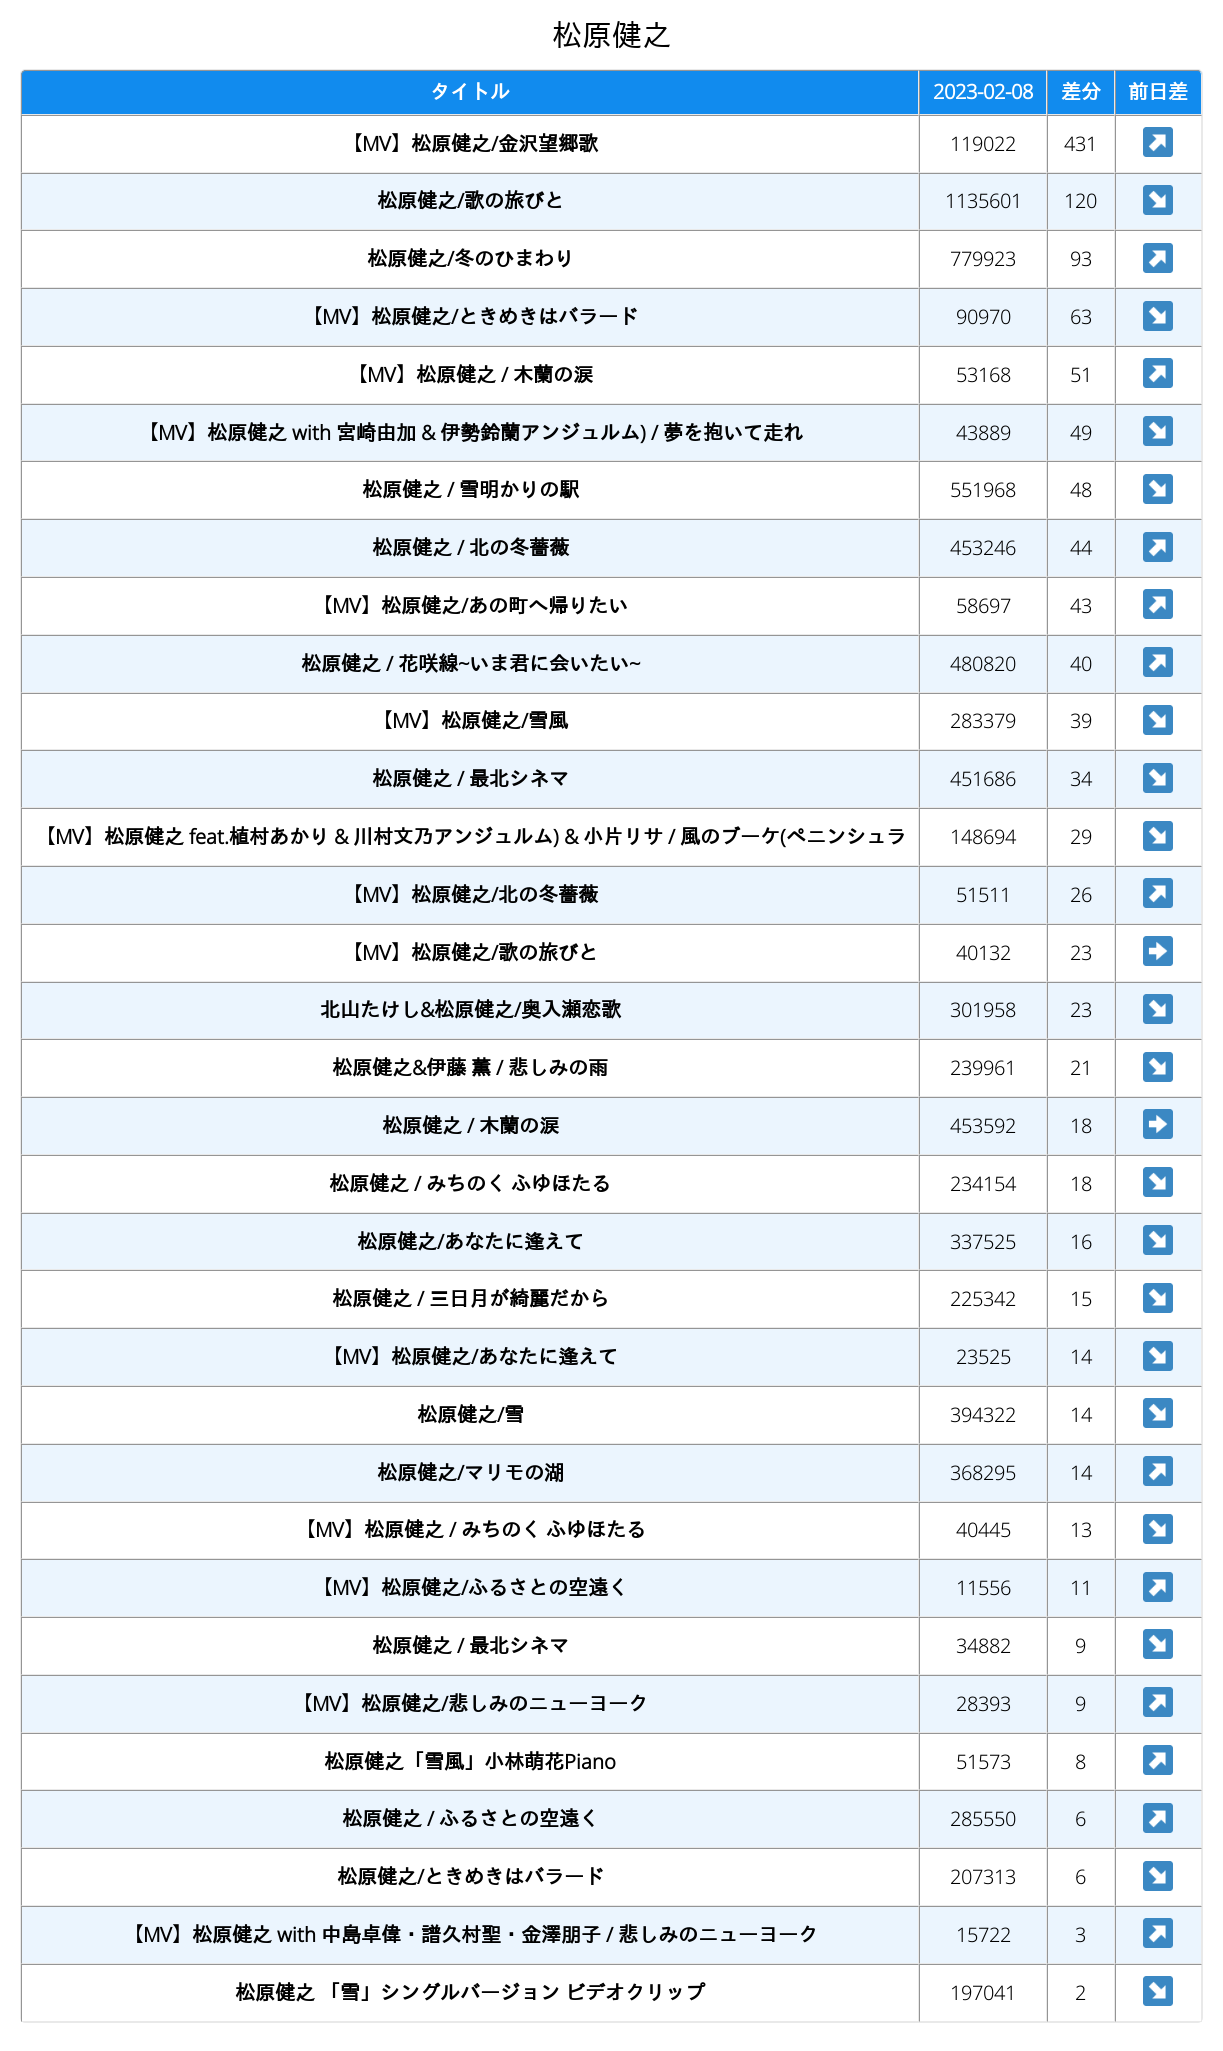 松原健之
タイトル 2023-02-08 差分 前日差
【MV】松原健之/金沢望郷歌 119022 431 ↗
松原健之/歌の旅びと 1135601 120 ↘
松原健之/冬のひまわり 779923 93 ↗
【MV】松原健之/ときめきはバラード 90970 63 ↘
【MV】松原健之 / 木蘭の涙 53168 51 ↗
【MV】松原健之 with 宮崎由加 & 伊勢鈴蘭アンジュルム) / 夢を抱いて走れ 43889 49 ↘
松原健之 / 雪明かりの駅 551968 48 ↘
松原健之 / 北の冬薔薇 453246 44 ↗
【MV】松原健之/あの町へ帰りたい 58697 43 ↗
松原健之 / 花咲線~いま君に会いたい~ 480820 40 ↗
【MV】松原健之/雪風 283379 39 ↘
松原健之 / 最北シネマ 451686 34 ↘
【MV】松原健之 feat.植村あかり & 川村文乃アンジュルム) & 小片リサ / 風のブーケ(ペニンシュラ 148694 29 ↘
【MV】松原健之/北の冬薔薇 51511 26 ↗
【MV】松原健之/歌の旅びと 40132 23 ➡
北山たけし&松原健之/奥入瀬恋歌 301958 23 ↘
松原健之&伊藤 薫 / 悲しみの雨 239961 21 ↘
松原健之 / 木蘭の涙 453592 18 ➡
松原健之 / みちのく ふゆほたる 234154 18 ↘
松原健之/あなたに逢えて 337525 16 ↘
松原健之 / 三日月が綺麗だから 225342 15 ↘
【MV】松原健之/あなたに逢えて 23525 14 ↘
松原健之/雪 394322 14 ↘
松原健之/マリモの湖 368295 14 ↗
【MV】松原健之 / みちのく ふゆほたる 40445 13 ↘
【MV】松原健之/ふるさとの空遠く 11556 11 ↗
松原健之 / 最北シネマ 34882 9 ↘
【MV】松原健之/悲しみのニューヨーク 28393 9 ↗
松原健之「雪風」小林萌花Piano 51573 8 ↗
松原健之 / ふるさとの空遠く 285550 6 ↗
松原健之/ときめきはバラード 207313 6 ↘
【MV】松原健之 with 中島卓偉・譜久村聖・金澤朋子 / 悲しみのニューヨーク 15722 3 ↗
松原健之 「雪」シングルバージョン ビデオクリップ 197041 2 ↘